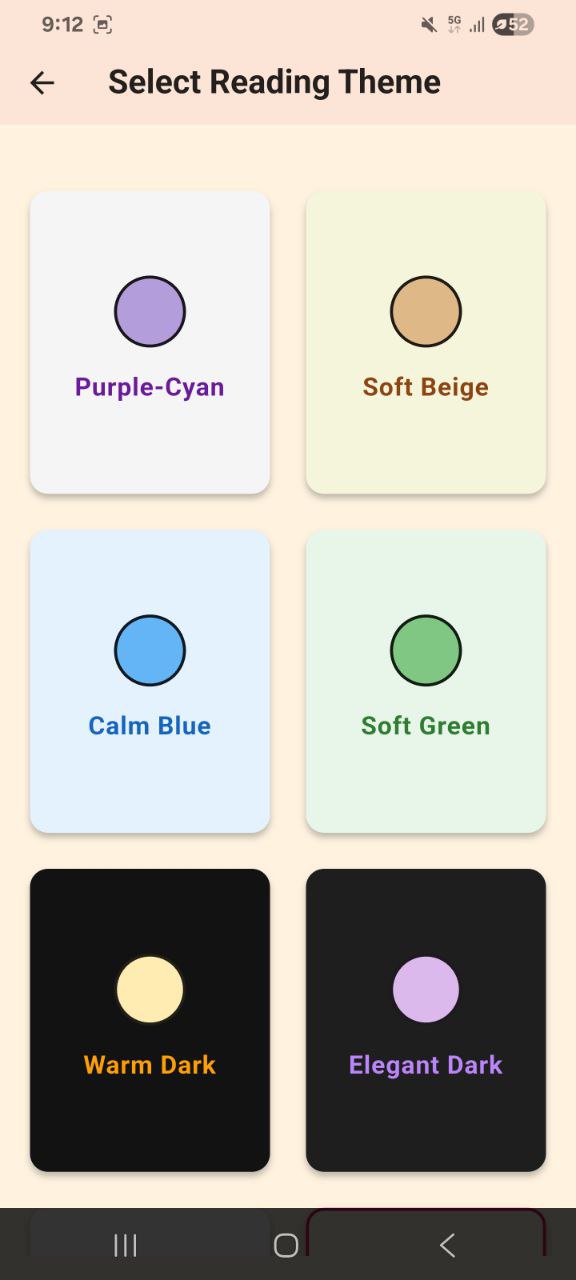 9:12
5G
52
Select Reading Theme
Purple-Cyan
Soft Beige
Calm Blue
Soft Green
Warm Dark
Elegant Dark